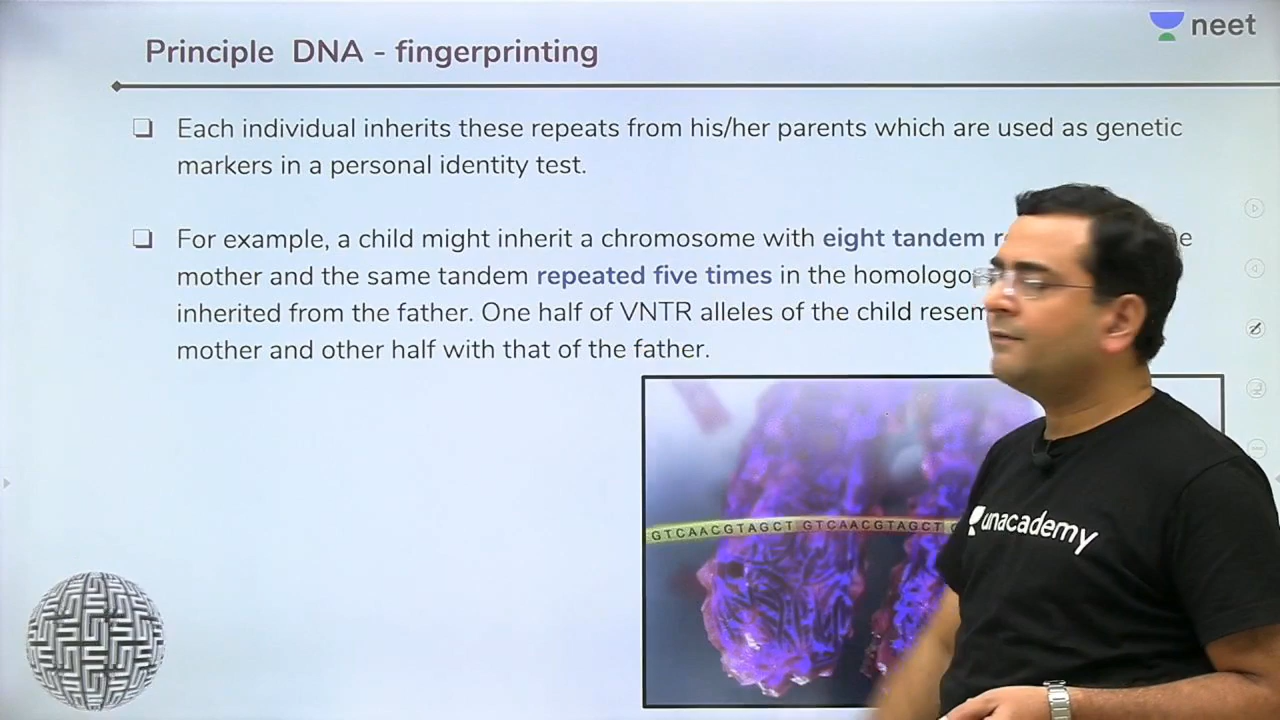 neet
Principle DNA - fingerprinting
Each individual inherits these repeats from his/her parents which are used as genetic
markers in a personal identity test.
For example, a child might inherit a chromosome with eight tandem
mother and the same tandem repeated five times in the
inherited from the father. One half of VNTR alleles of the child
mother and other half with that of the father.
GTCAACGTAGCT GTCAACGTAGCT
unacademy